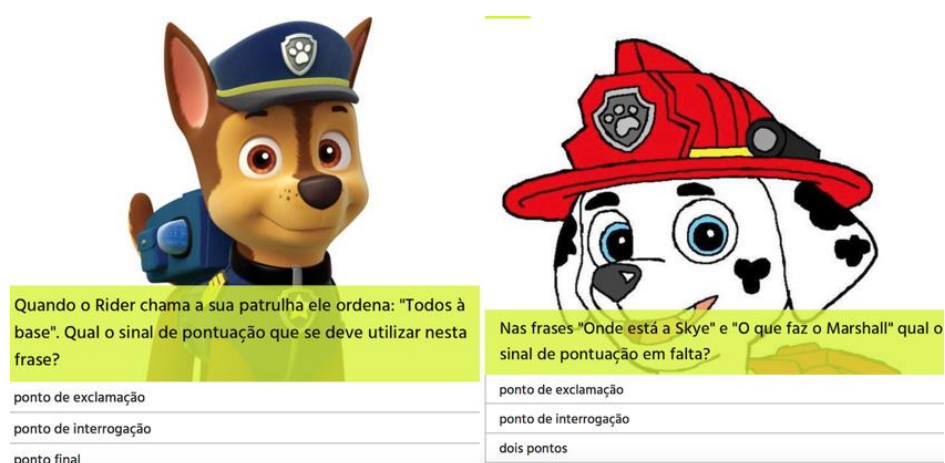 Quando o Rider chama a sua patrulha ele ordena: "Todos à
base". Qual o sinal de pontuação que se deve utilizar nesta
frase?
ponto de exclamação
ponto de interrogação
ponto final
Nas frases "Onde está a Skye" e "O que faz o Marshall" qual o
sinal de pontuação em falta?
ponto de exclamação
ponto de interrogação
dois pontos